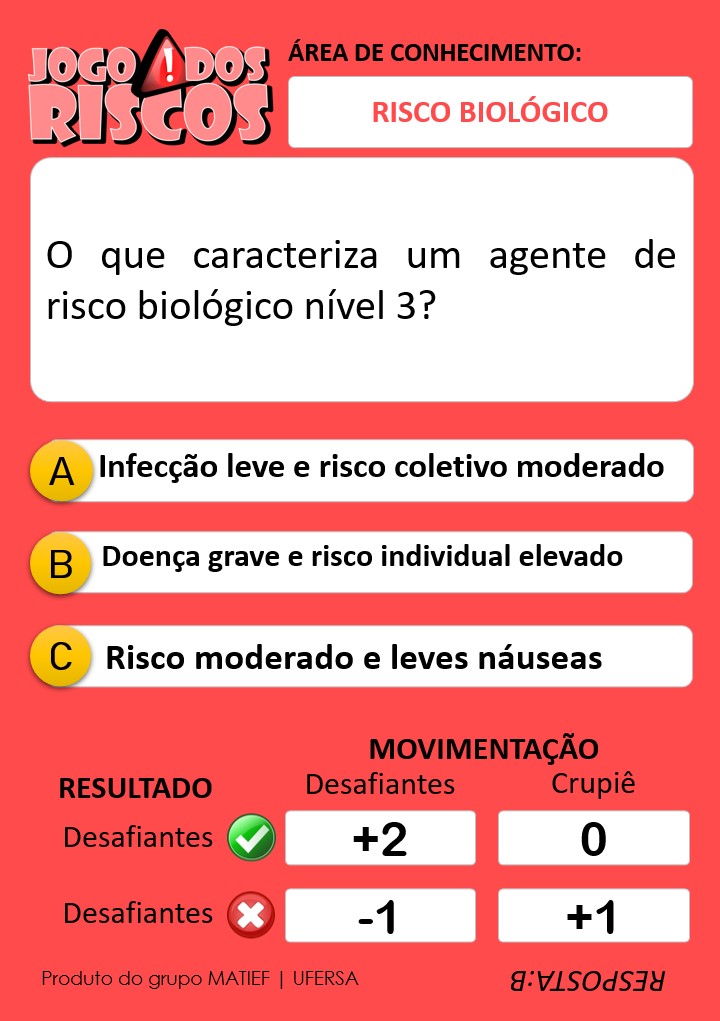 JOGO DOS
RISCOS
ÁREA DE CONHECIMENTO:
RISCO BIOLÓGICO
O que caracteriza um agente de
risco biológico nível 3?
A Infecção leve e risco coletivo moderado
B Doença grave e risco individual elevado
C Risco moderado e leves náuseas
MOVIMENTAÇÃO
RESULTADO Desafiantes Crupiê
Desafiantes +2 0
Desafiantes -1 +1
Produto do grupo MATIEF | UFERSA
RESPOSTA:B